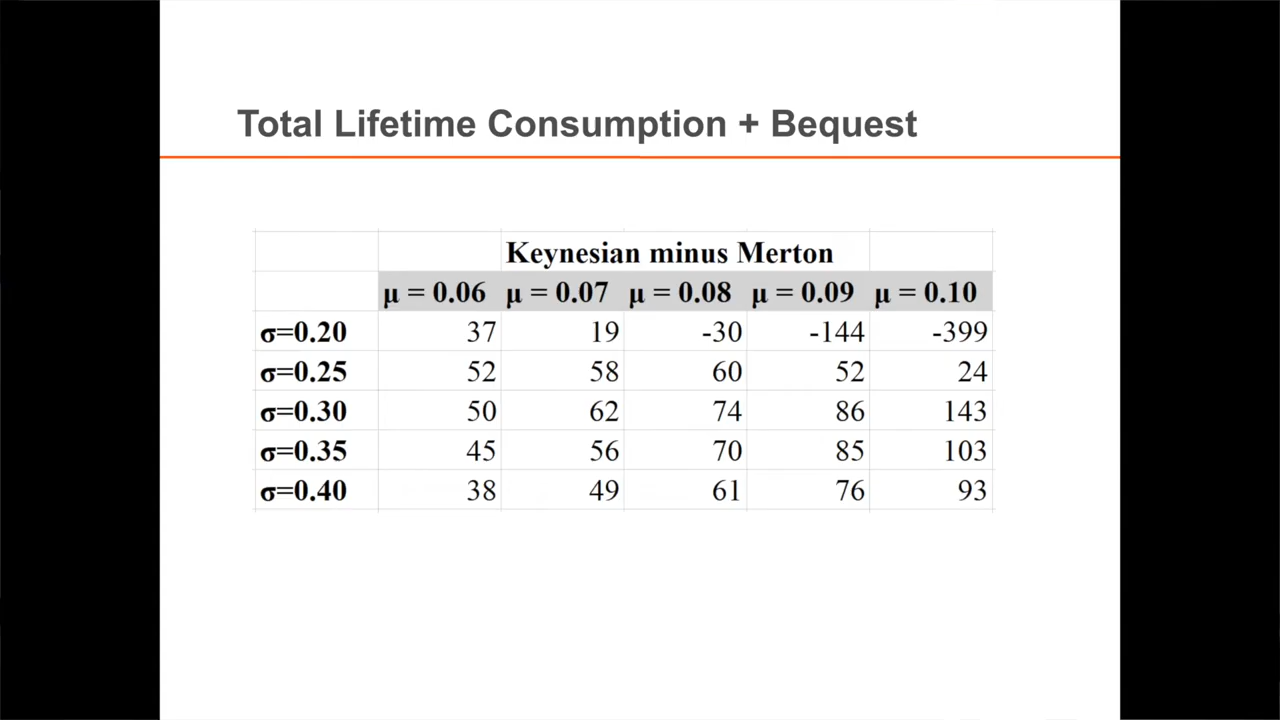 Total Lifetime Consumption + Bequest
Keynesian minus Merton
μ = 0.06 μ = 0.07 μ = 0.08 μ = 0.09 μ = 0.10
σ=0.20 37 19 -30 -144 -399
σ=0.25 52 58 60 52 24
σ=0.30 50 62 74 86 143
σ=0.35 45 56 70 85 103
σ=0.40 38 49 61 76 93